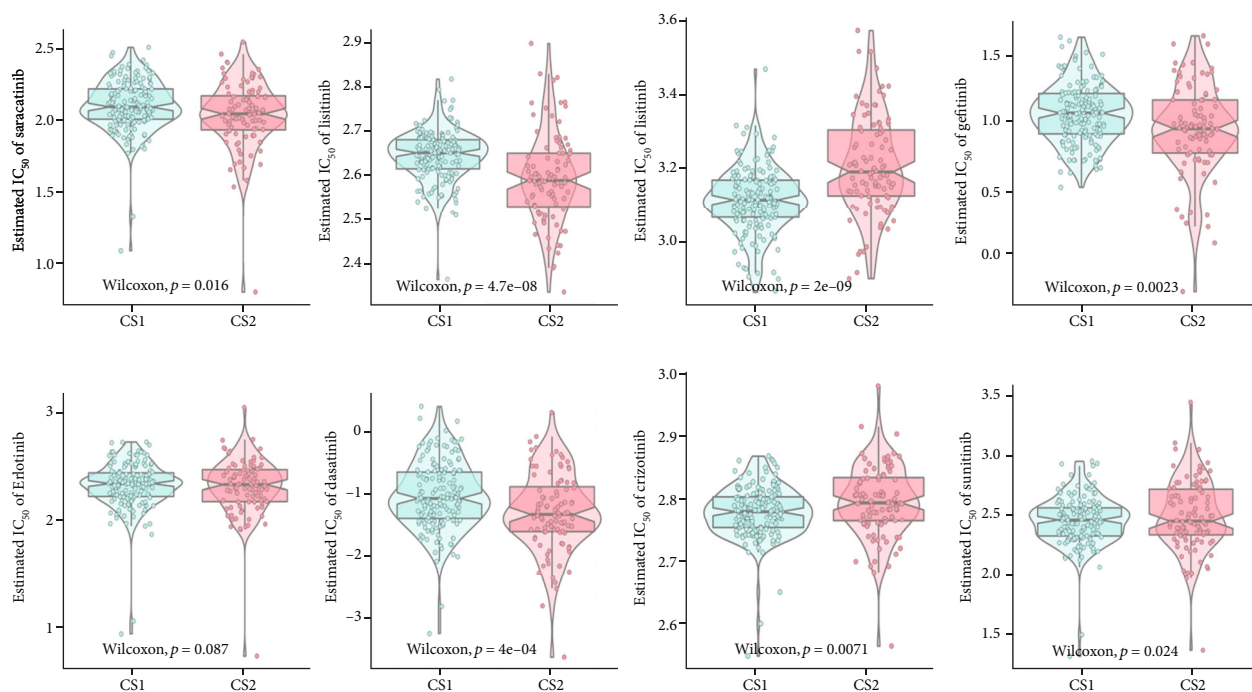 Estimated IC50 of saracatinib
2.5
2.0
1.5
1.0
Wilcoxon, p = 0.016
CS1
CS2
Estimated IC50 of lisitinib
2.9
2.8
2.7
2.6
2.5
2.4
Wilcoxon, p = 4.7e–08
CS1
CS2
Estimated IC50 of lisitinib
3.6
3.4
3.2
3.0
Wilcoxon, p = 2e–09
CS1
CS2
Estimated IC50 of gefitinib
1.5
1.0
0.5
0.0
Wilcoxon, p = 0.0023
CS1
CS2
Estimated IC50 of Erlotinib
3
2
1
Wilcoxon, p = 0.087
CS1
CS2
Estimated IC50 of dasatinib
0
–1
–2
–3
Wilcoxon, p = 4e–04
CS1
CS2
Estimated IC50 of crizotinib
3.0
2.9
2.8
2.7
2.6
Wilcoxon, p = 0.0071
CS1
CS2
Estimated IC50 of sunitinib
3.5
3.0
2.5
2.0
1.5
Wilcoxon, p = 0.024
CS1
CS2